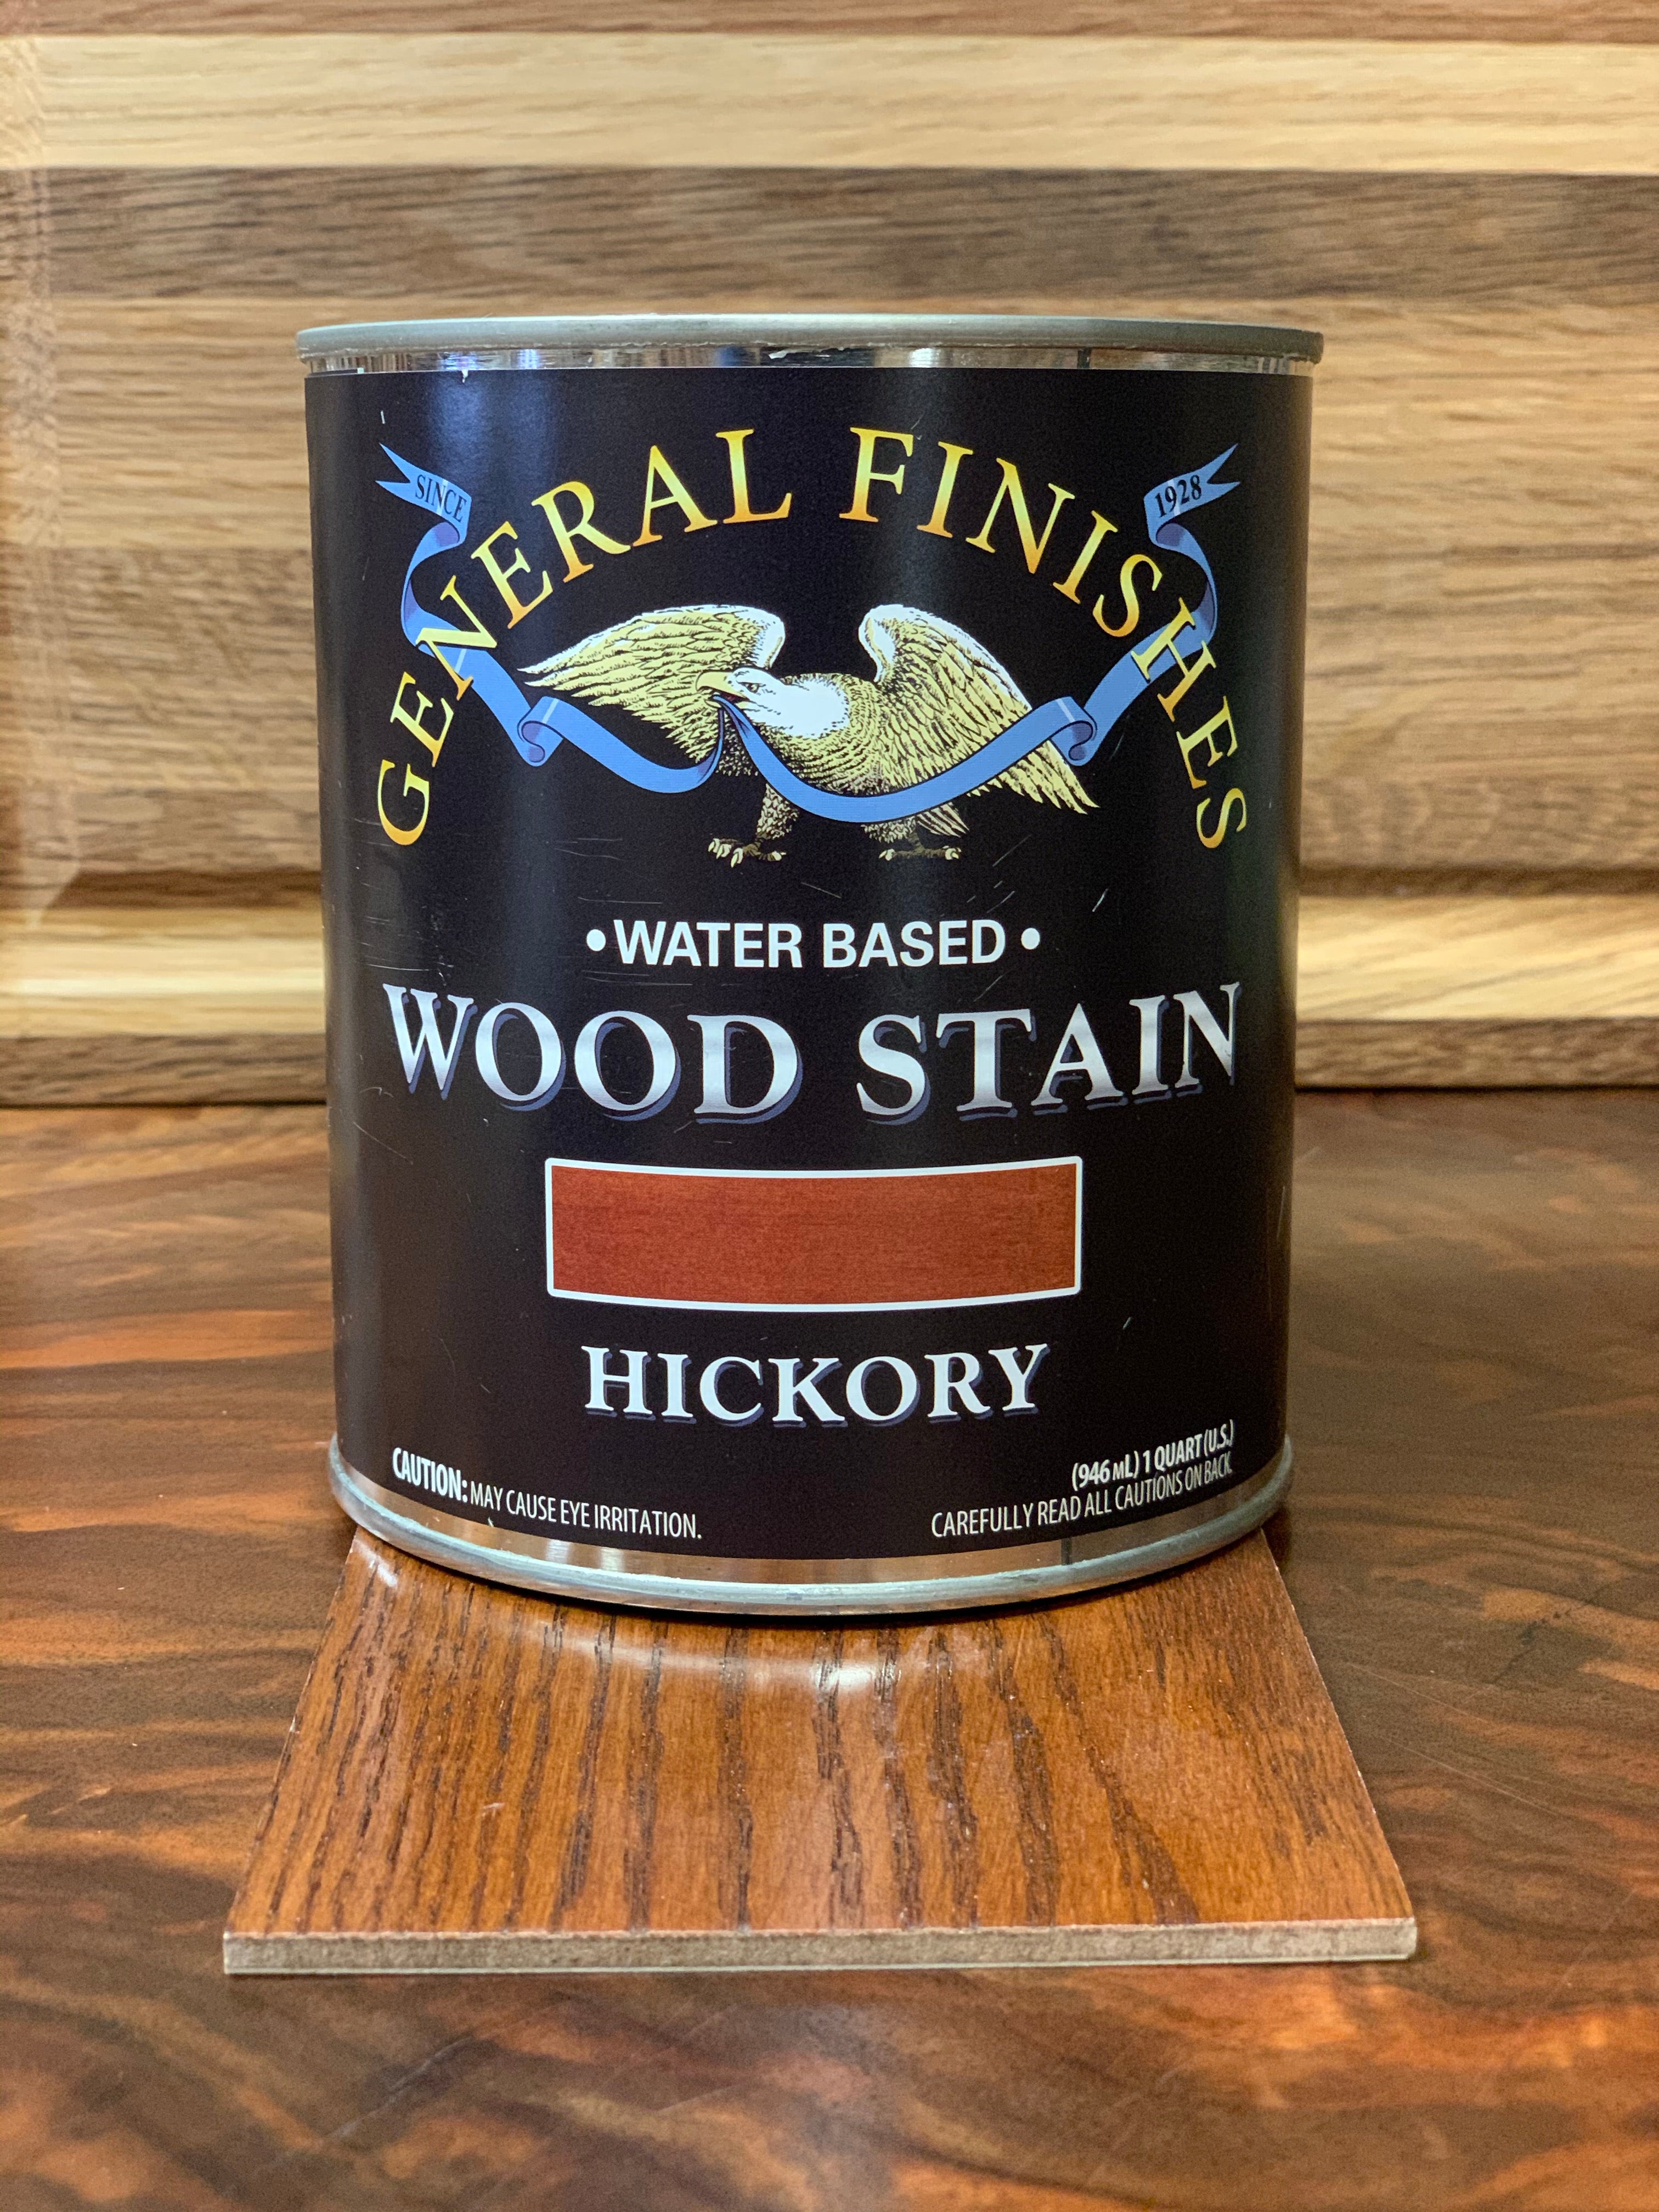 SINCE
1928
GENERAL FINISHES
• WATER BASED •
WOOD STAIN
HICKORY
CAUTION: MAY CAUSE EYE IRRITATION.
(946 mL) 1 QUART (U.S.)
CAREFULLY READ ALL CAUTIONS ON BACK.